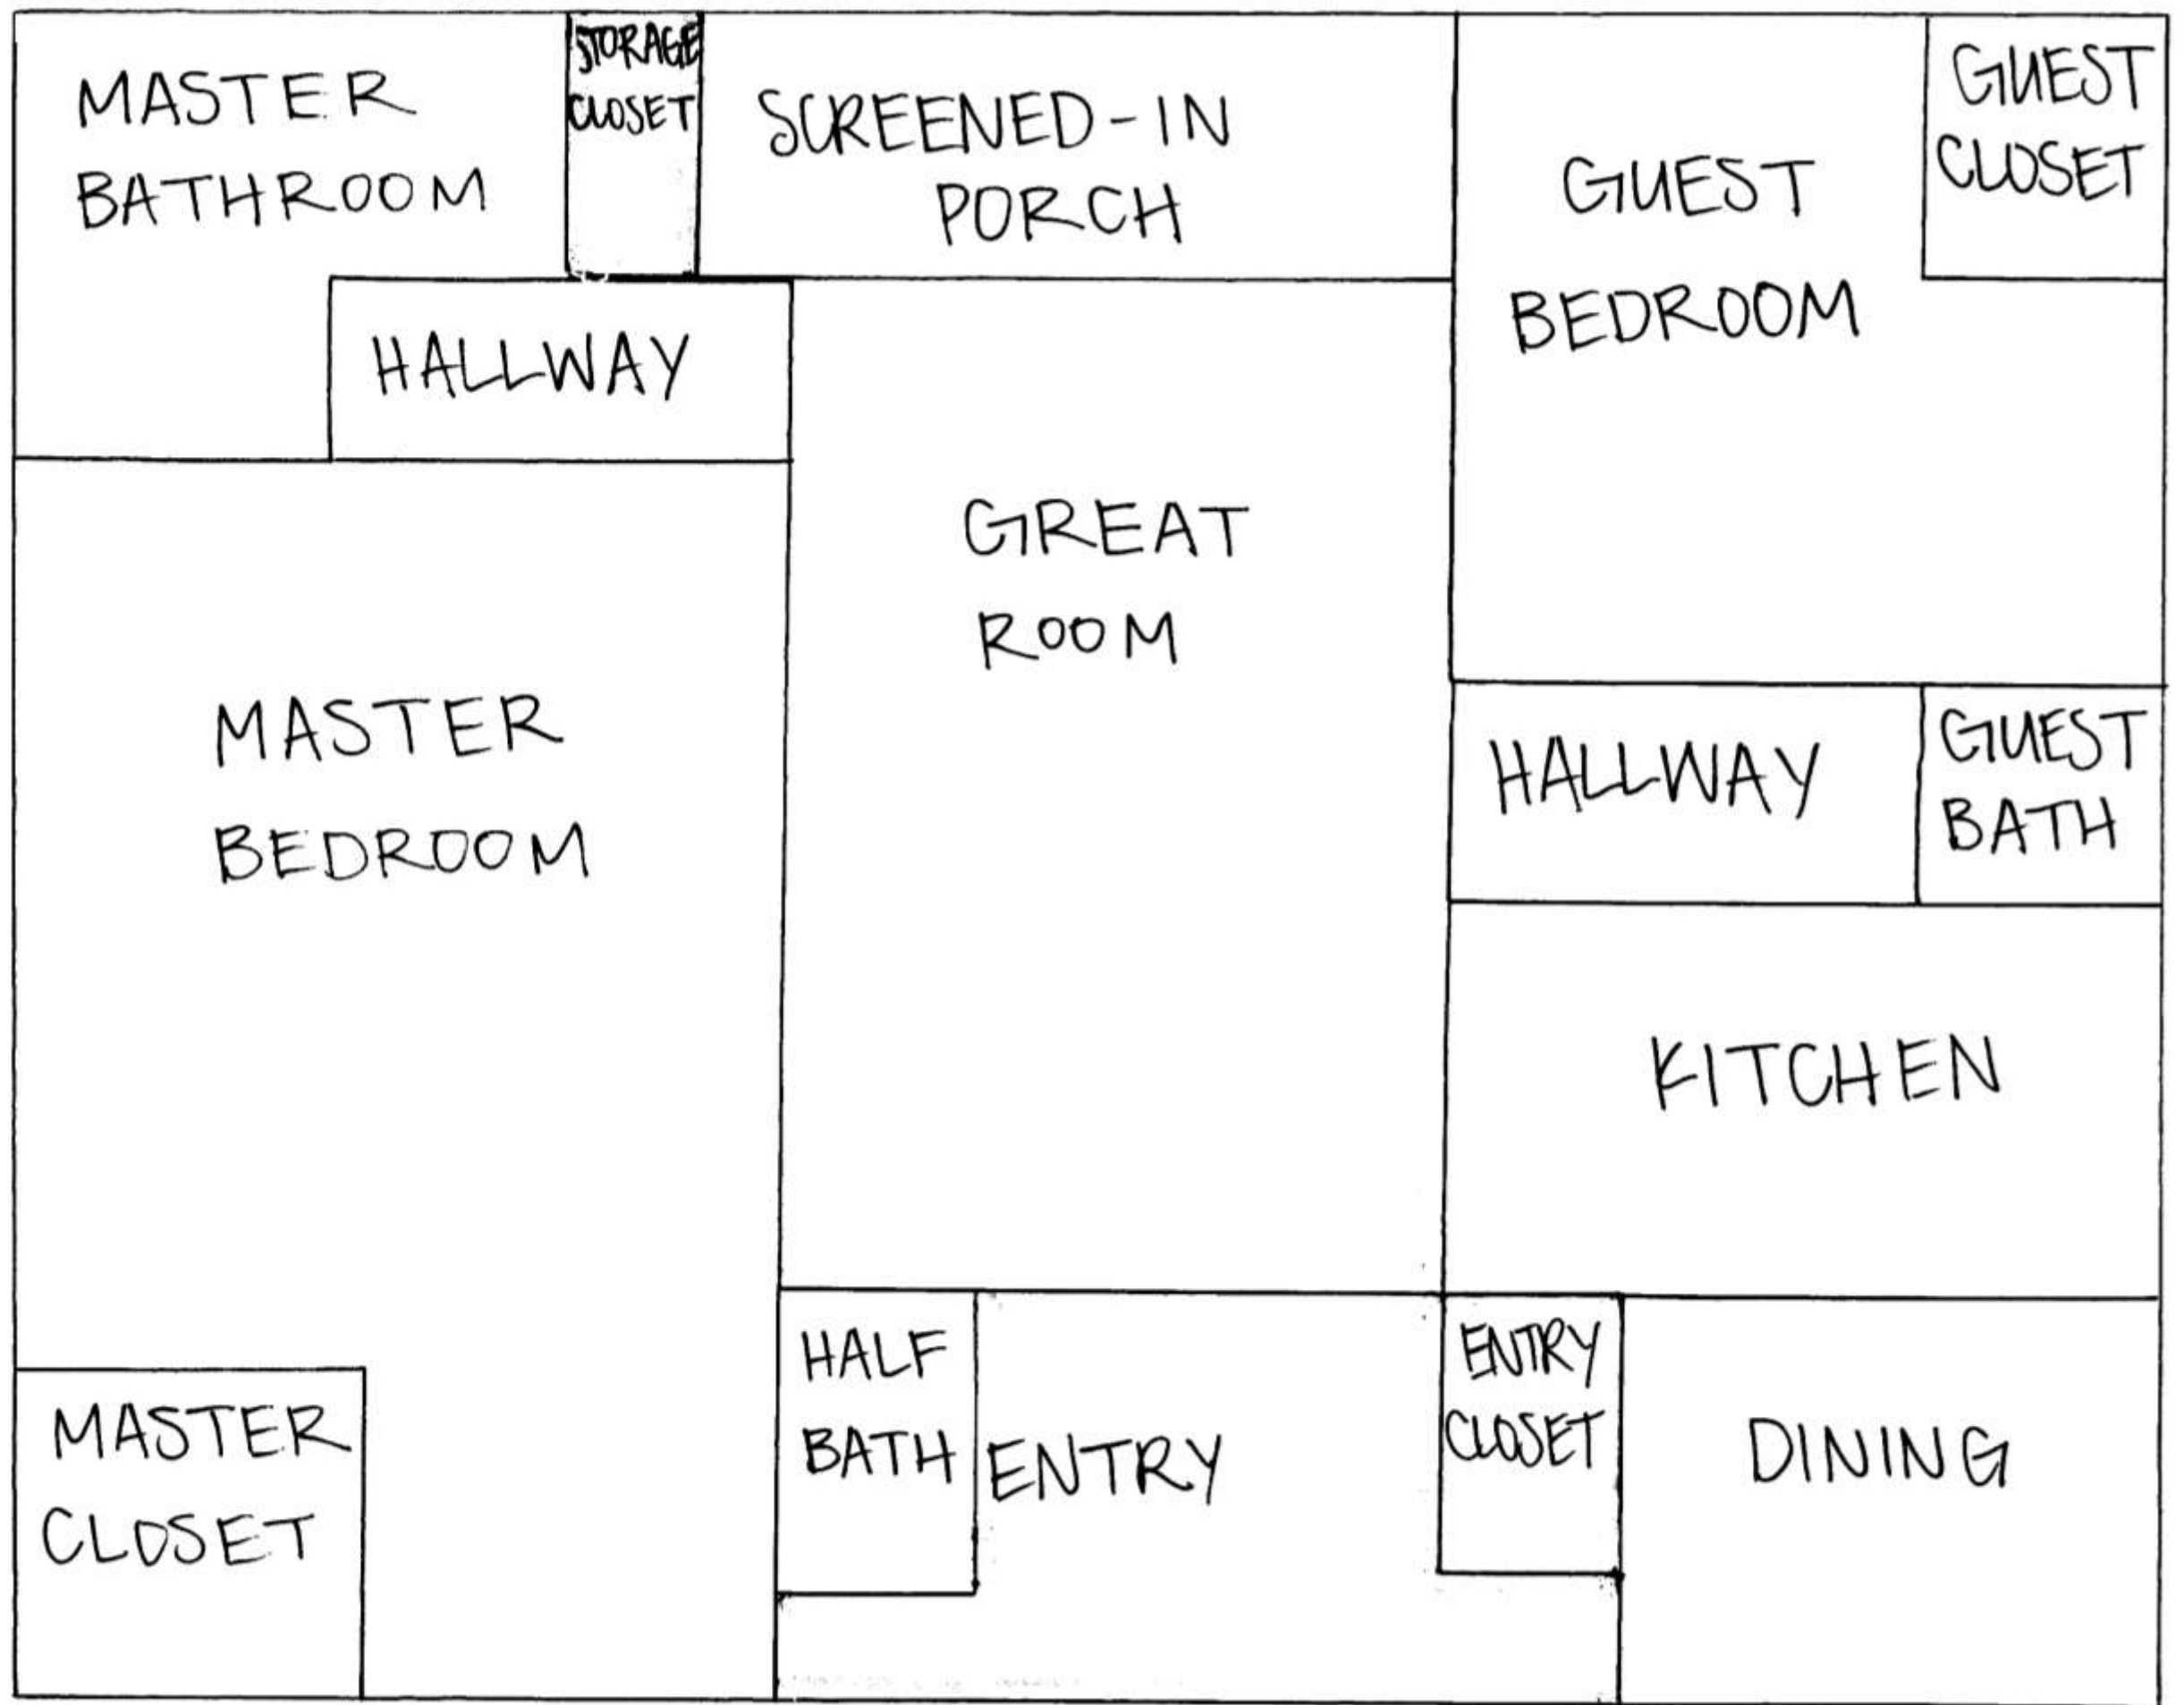 MASTER
BATHROOM
STORAGE
CLOSET
SCREENED-IN
PORCH
GUEST
BEDROOM
GUEST
CLOSET
HALLWAY
GREAT
ROOM
MASTER
BEDROOM
HALLWAY
GUEST
BATH
KITCHEN
MASTER
CLOSET
HALF
BATH
ENTRY
ENTRY
CLOSET
DINING